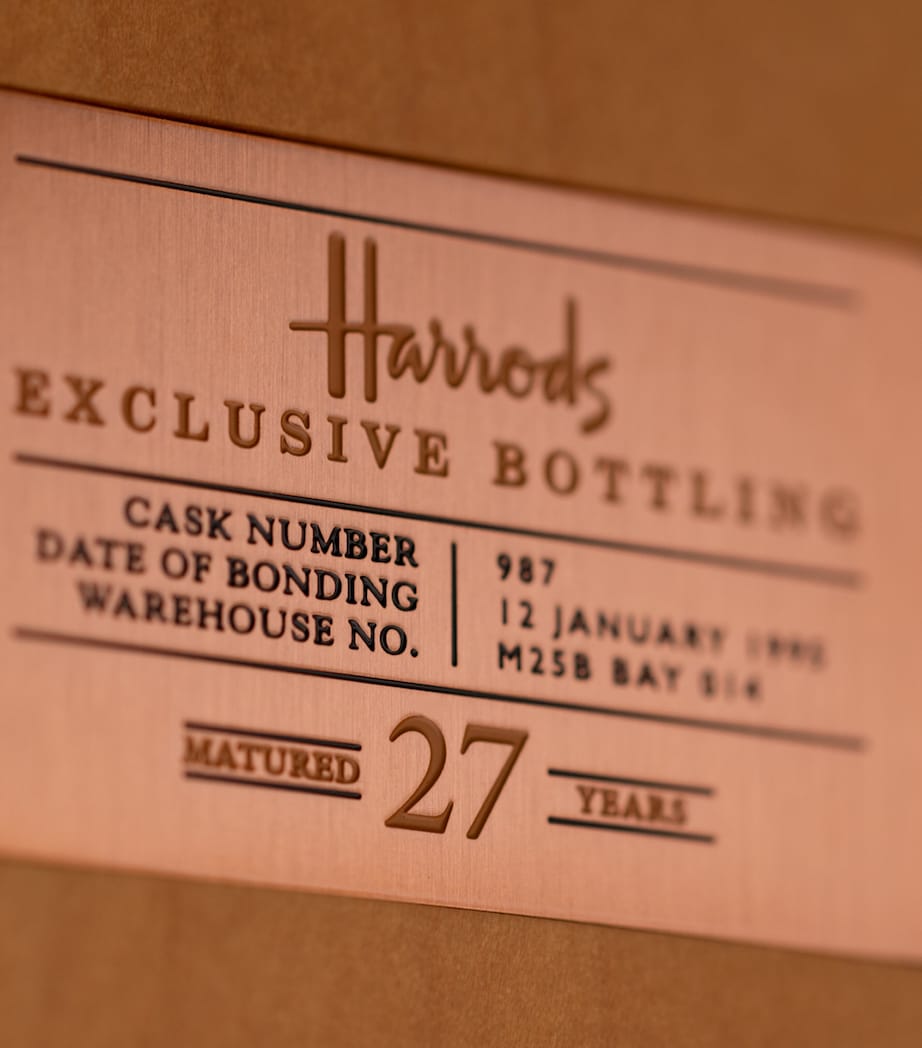 Harrods
EXCLUSIVE BOTTLING
CASK NUMBER 987
DATE OF BONDING 12 JANUARY
WAREHOUSE NO. M25B BAY
MATURED 27 YEARS